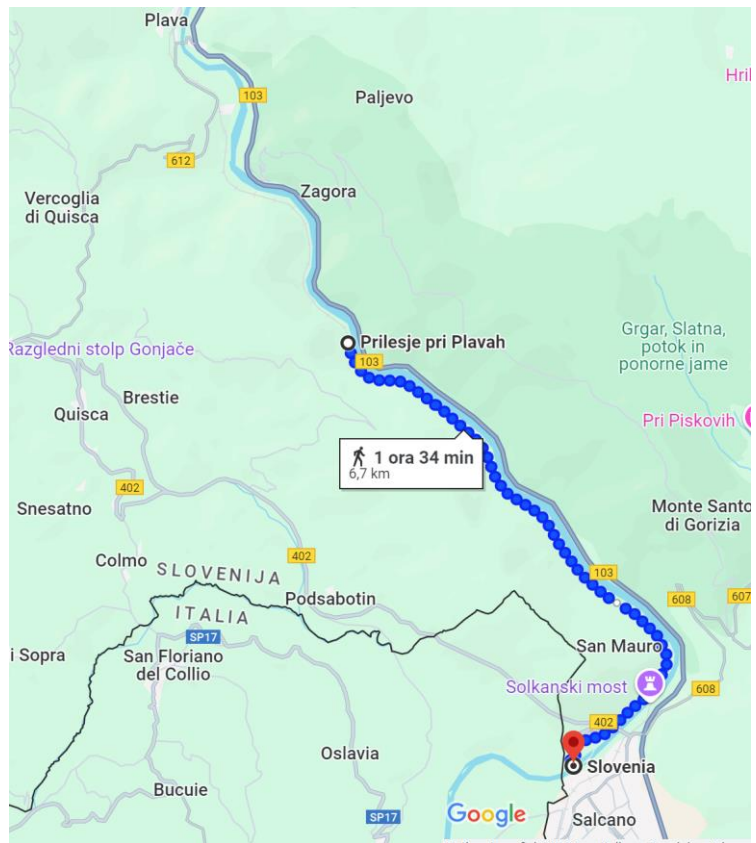 Plava
Hri
103
Paljevo
612
Zagora
Vercoglia
di Quisca
Prilesje pri Plavah
103
Grgar, Slatna,
potok in
ponorne jame
Razgledni stolp Gonjače
Brestie
Quisca
Pri Piskovih
1 ora 34 min
6,7 km
402
Snesatno
Monte Santo
di Gorizia
402
Colmo
SLOVENIJA
ITALIA
103
608
607
Podsabotin
SP17
i Sopra
San Floriano
del Collio
San Mauro
Solkanski most
608
402
Oslavia
Slovenia
Bucuie
SP17
Google
Salcano